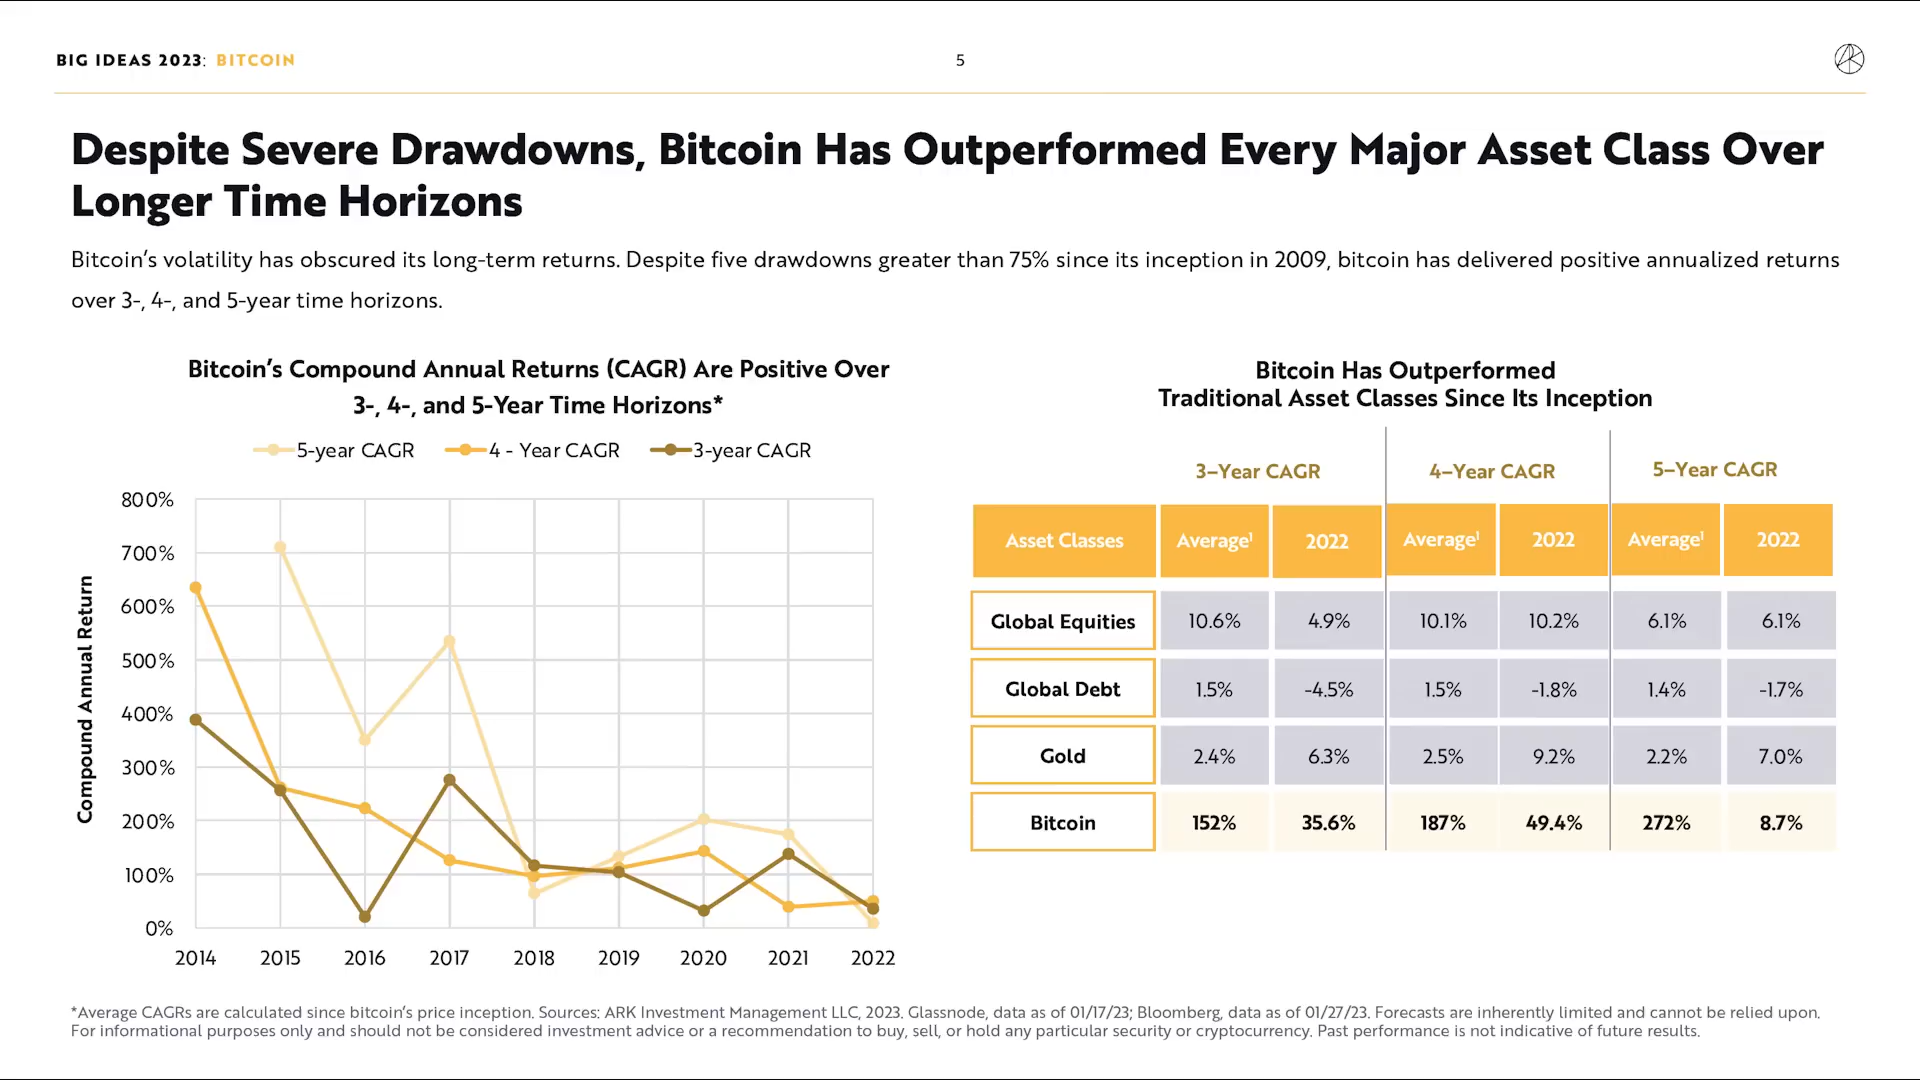 BIG IDEAS 2023: BITCOIN
5
Despite Severe Drawdowns, Bitcoin Has Outperformed Every Major Asset Class Over
Longer Time Horizons
Bitcoin's volatility has obscured its long-term returns. Despite five drawdowns greater than 75% since its inception in 2009, bitcoin has delivered positive annualized returns
over 3-, 4-, and 5-year time horizons.
Bitcoin's Compound Annual Returns (CAGR) Are Positive Over
3-, 4-, and 5-Year Time Horizons*
5-year CAGR 4 - Year CAGR 3-year CAGR
Compound Annual Return
800%
700%
600%
500%
400%
300%
200%
100%
0%
2014 2015 2016 2017 2018 2019 2020 2021 2022
Bitcoin Has Outperformed
Traditional Asset Classes Since Its Inception
3–Year CAGR 4–Year CAGR 5–Year CAGR
Asset Classes Average¹ 2022 Average¹ 2022 Average¹ 2022
Global Equities 10.6% 4.9% 10.1% 10.2% 6.1% 6.1%
Global Debt 1.5% -4.5% 1.5% -1.8% 1.4% -1.7%
Gold 2.4% 6.3% 2.5% 9.2% 2.2% 7.0%
Bitcoin 152% 35.6% 187% 49.4% 272% 8.7%
*Average CAGRs are calculated since bitcoin's price inception. Sources: ARK Investment Management LLC, 2023. Glassnode, data as of 01/17/23; Bloomberg, data as of 01/27/23. Forecasts are inherently limited and cannot be relied upon.
For informational purposes only and should not be considered investment advice or a recommendation to buy, sell, or hold any particular security or cryptocurrency. Past performance is not indicative of future results.